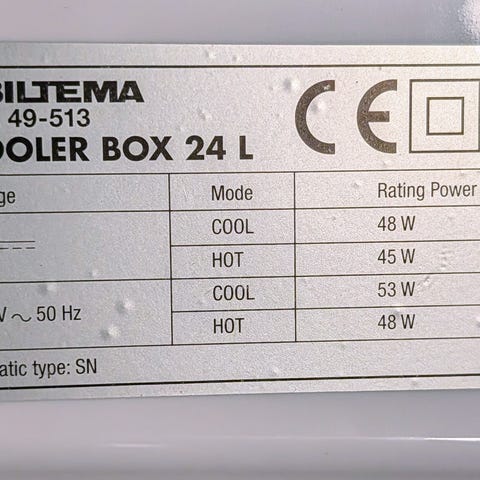 BILTEMA
49-513
OOLER BOX 24 L
CE
ge Mode Rating Power
COOL 48 W
HOT 45 W
COOL 53 W
V ~ 50 Hz
HOT 48 W
atic type: SN